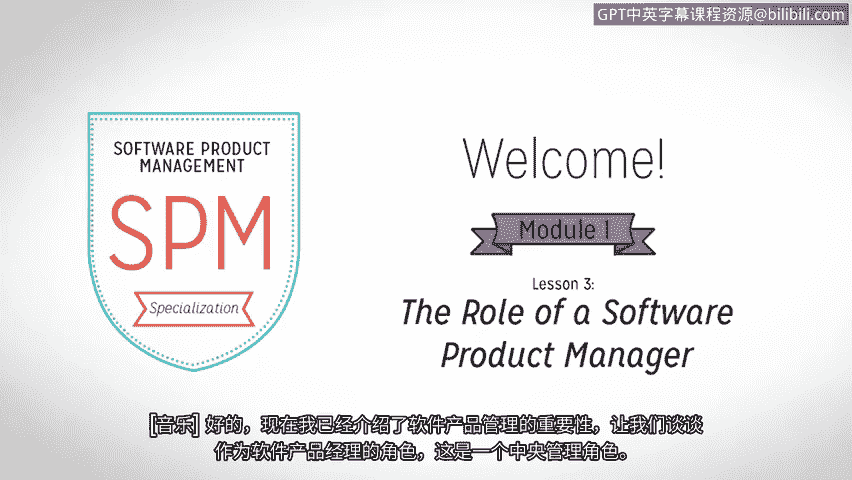 GPT中英字幕课程资源@bilibili.com
SOFTWARE PRODUCT
MANAGEMENT
SPM
Specialization
Welcome!
Module 1
Lesson 3:
The Role of a Software
Product Manager
[音乐] 好的，现在我已经介绍了软件产品管理的重要性，让我们谈谈
作为软件产品经理的角色，这是一个中央管理角色。